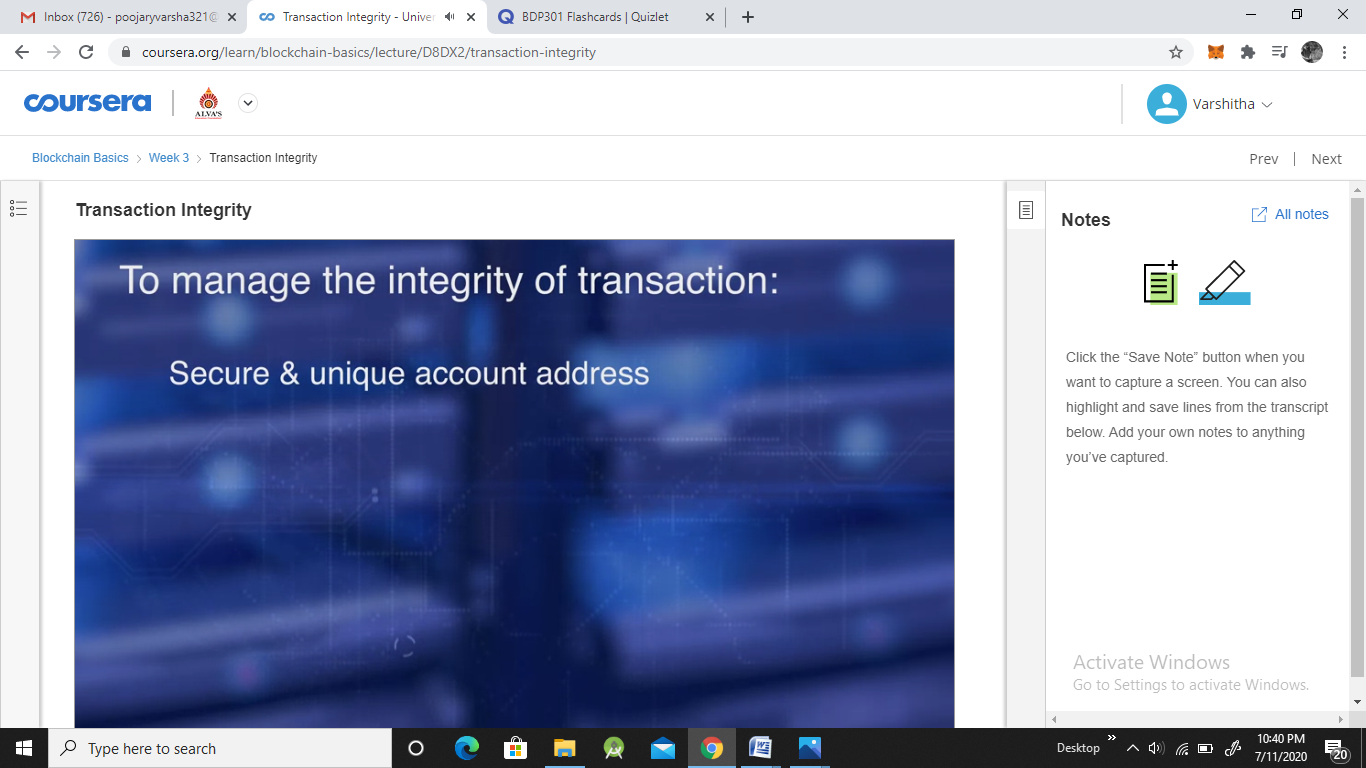 Inbox (726) - poojaryvarsha321@
Transaction Integrity - Univer
BDP301 Flashcards | Quizlet
coursera.org/learn/blockchain-basics/lecture/D8DX2/transaction-integrity
coursera
ALVA'S
Varshitha
Blockchain Basics
Week 3
Transaction Integrity
Prev | Next
Transaction Integrity
To manage the integrity of transaction:
Secure & unique account address
Notes
All notes
Click the “Save Note” button when you
want to capture a screen. You can also
highlight and save lines from the transcript
below. Add your own notes to anything
you’ve captured.
Activate Windows
Go to Settings to activate Windows.
Type here to search
Desktop
10:40 PM
7/11/2020
20